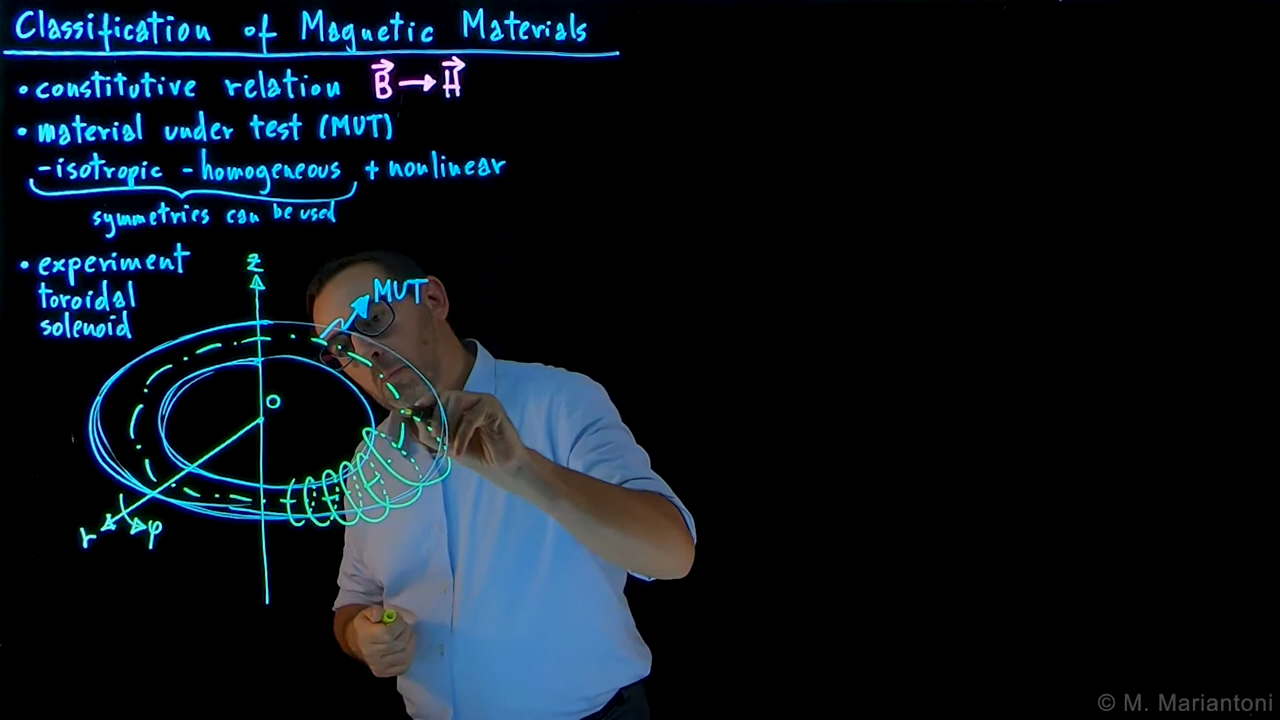 Classification of Magnetic Materials
• constitutive relation B→H
• material under test (MUT)
- isotropic - homogeneous + nonlinear
symmetries can be used
• experiment
toroidal
solenoid
z
MUT
O
r
φ
© M. Mariantoni